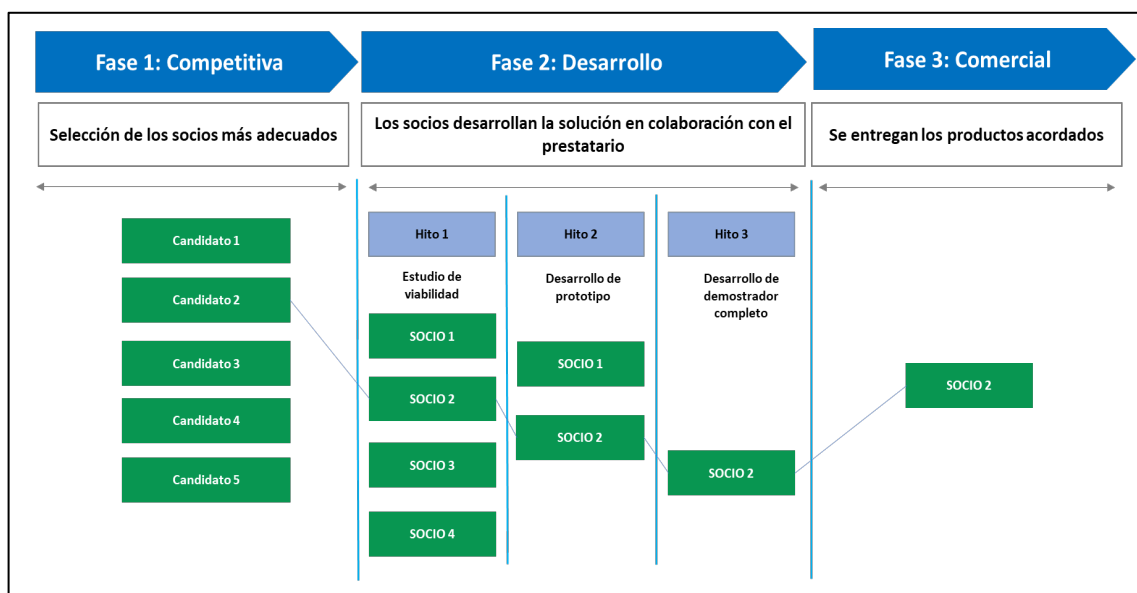 Fase 1: Competitiva
Fase 2: Desarrollo
Fase 3: Comercial
Selección de los socios más adecuados
Los socios desarrollan la solución en colaboración con el
prestatario
Se entregan los productos acordados
Candidato 1
Candidato 2
Candidato 3
Candidato 4
Candidato 5
Hito 1
Estudio de
viabilidad
SOCIO 1
SOCIO 2
SOCIO 3
SOCIO 4
Hito 2
Desarrollo de
prototipo
SOCIO 1
SOCIO 2
Hito 3
Desarrollo de
demostrador
completo
SOCIO 2
SOCIO 2